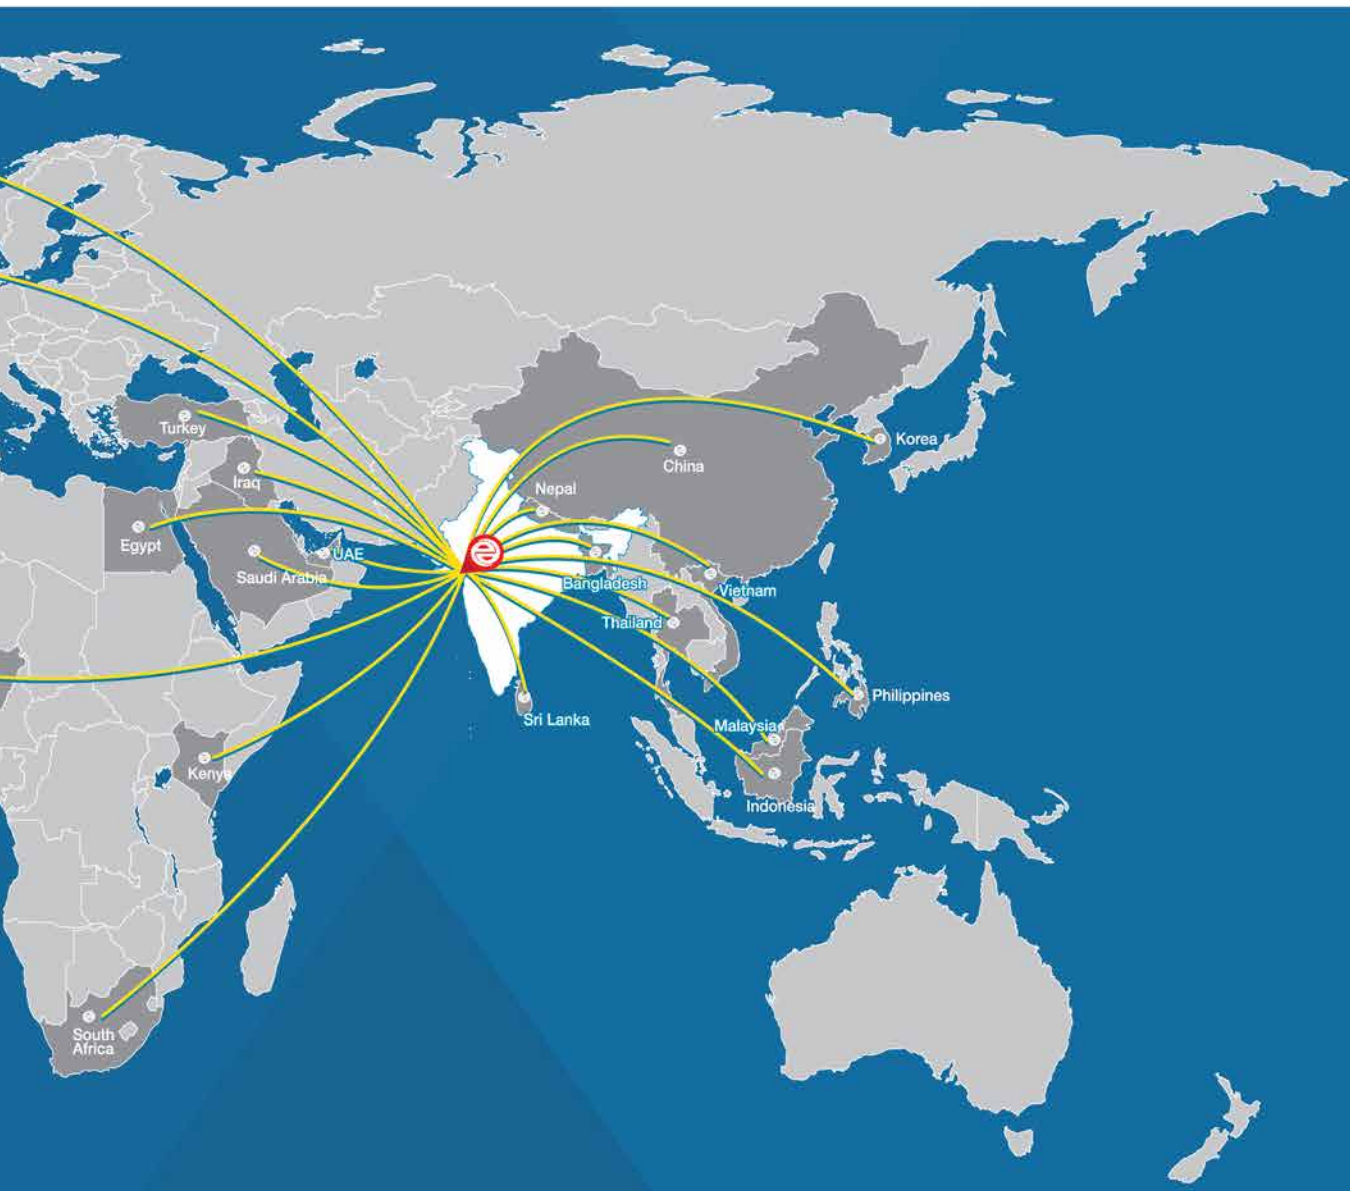 Turkey
Korea
China
Iraq
Nepal
Egypt
UAE
Saudi Arabia
Bangladesh
Vietnam
Thailand
Philippines
Sri Lanka
Malaysia
Kenya
Indonesia
South
Africa